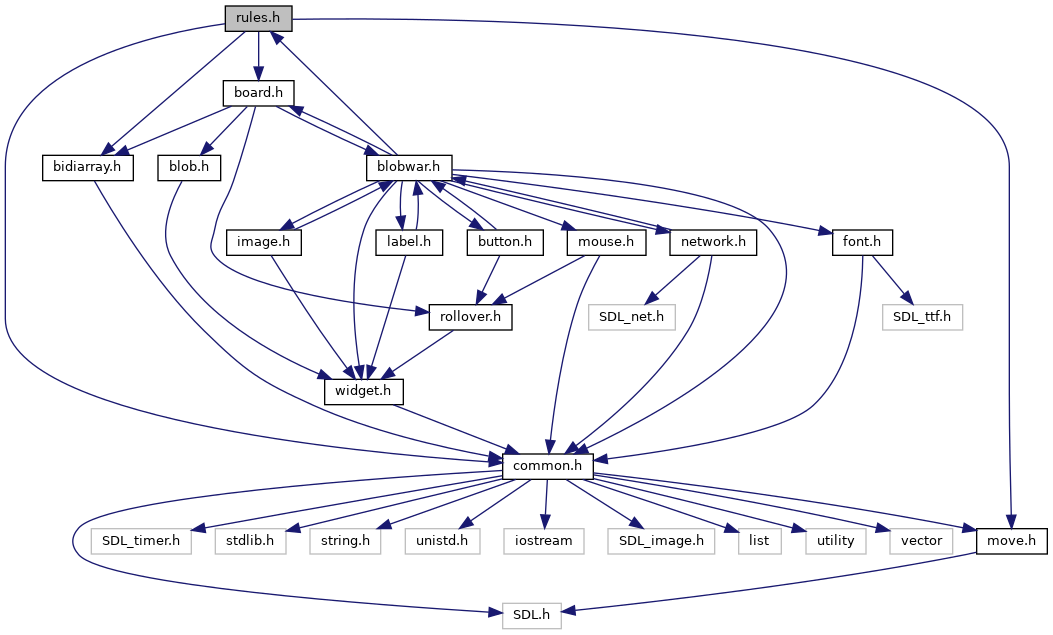 rules.h
board.h
bidiarray.h
blob.h
blobwar.h
image.h
label.h
button.h
mouse.h
network.h
font.h
rollover.h
SDL_net.h
SDL_ttf.h
widget.h
common.h
SDL_timer.h
stdlib.h
string.h
unistd.h
iostream
SDL_image.h
list
utility
vector
move.h
SDL.h